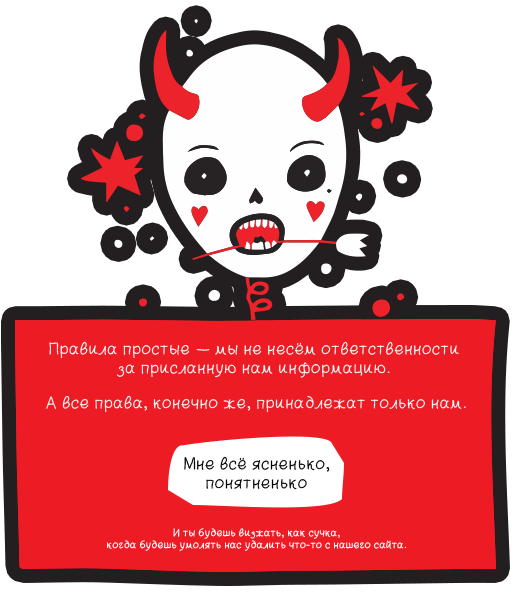 Правила простые — мы не несём ответственности
за присланную нам информацию.
А все права, конечно же, принадлежат только нам.
Мне всё ясненько,
понятненько
И ты будешь визжать, как сучка,
когда будешь умолять нас удалить что-то с нашего сайта.